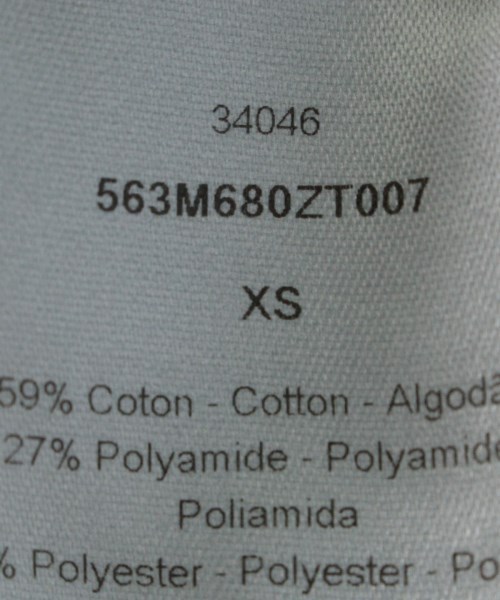 34046
563M680ZT007
XS
59% Coton - Cotton - Algodã
27% Polyamide - Polyamide
Poliamida
% Polyester - Polyester - Po